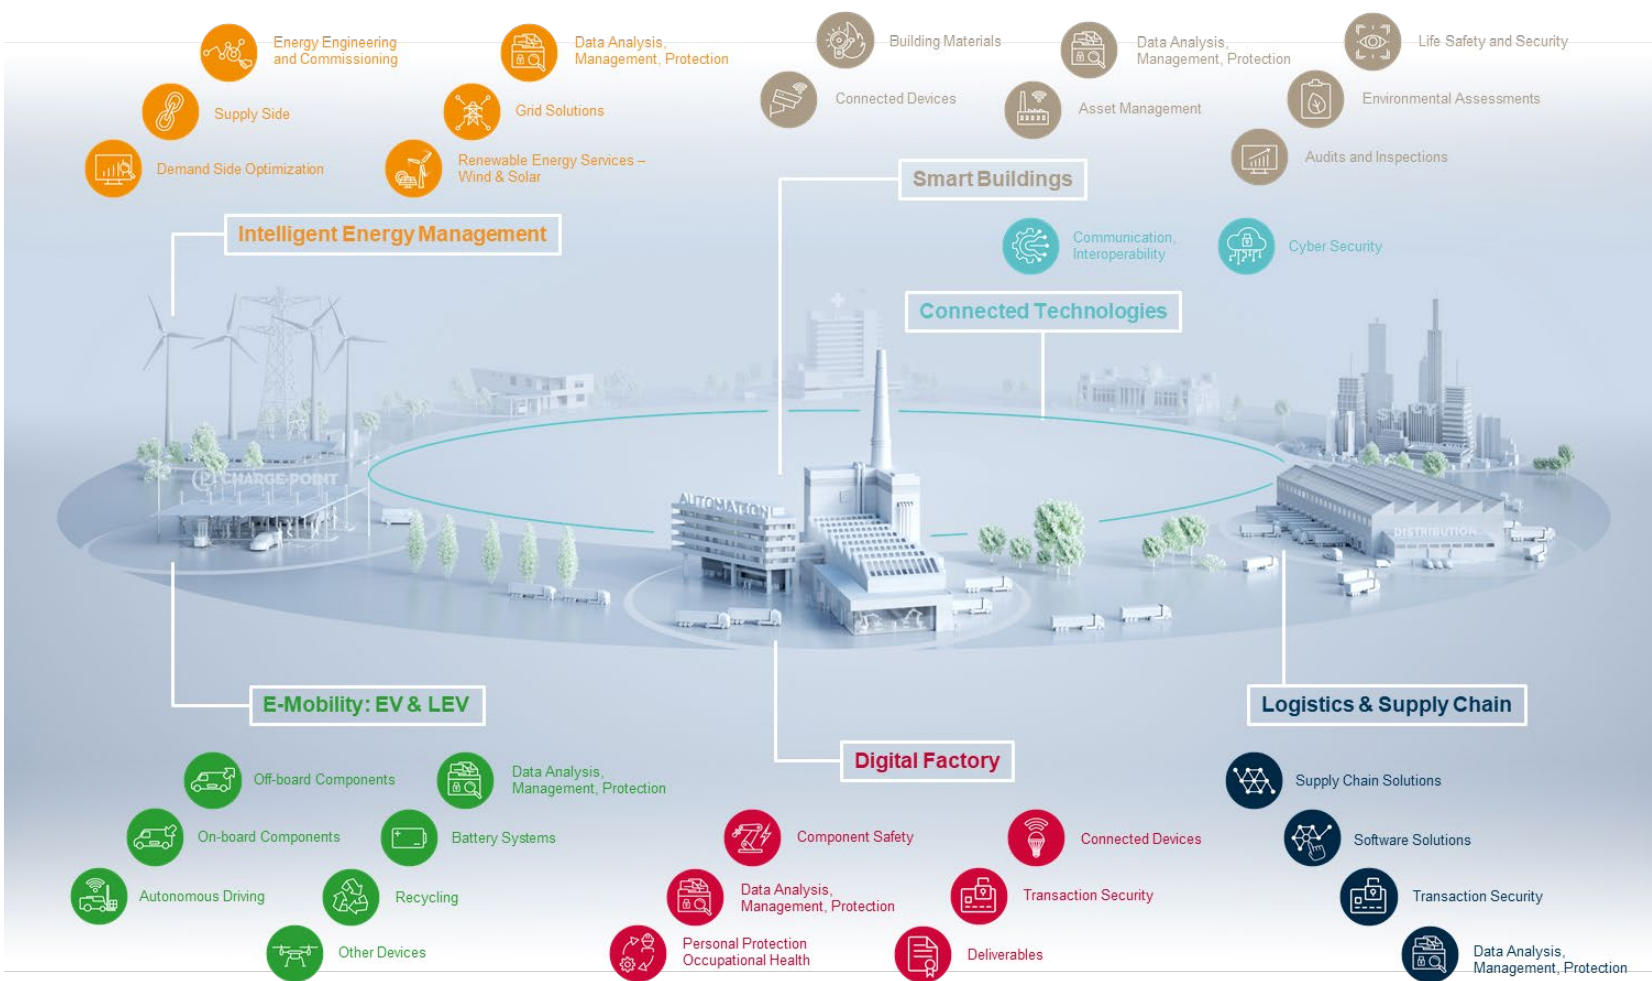 Energy Engineering
and Commissioning
Data Analysis,
Management, Protection
Supply Side
Grid Solutions
Demand Side Optimization
Renewable Energy Services –
Wind & Solar
Intelligent Energy Management
Building Materials
Data Analysis,
Management, Protection
Life Safety and Security
Connected Devices
Asset Management
Environmental Assessments
Audits and Inspections
Smart Buildings
Communication,
Interoperability
Cyber Security
Connected Technologies
CHARGE-POINT
AUTOMATION
DISTRIBUTION
E-Mobility: EV & LEV
Off-board Components
Data Analysis,
Management, Protection
On-board Components
Battery Systems
Autonomous Driving
Recycling
Other Devices
Digital Factory
Component Safety
Connected Devices
Data Analysis,
Management, Protection
Transaction Security
Personal Protection
Occupational Health
Deliverables
Logistics & Supply Chain
Supply Chain Solutions
Software Solutions
Transaction Security
Data Analysis,
Management, Protection